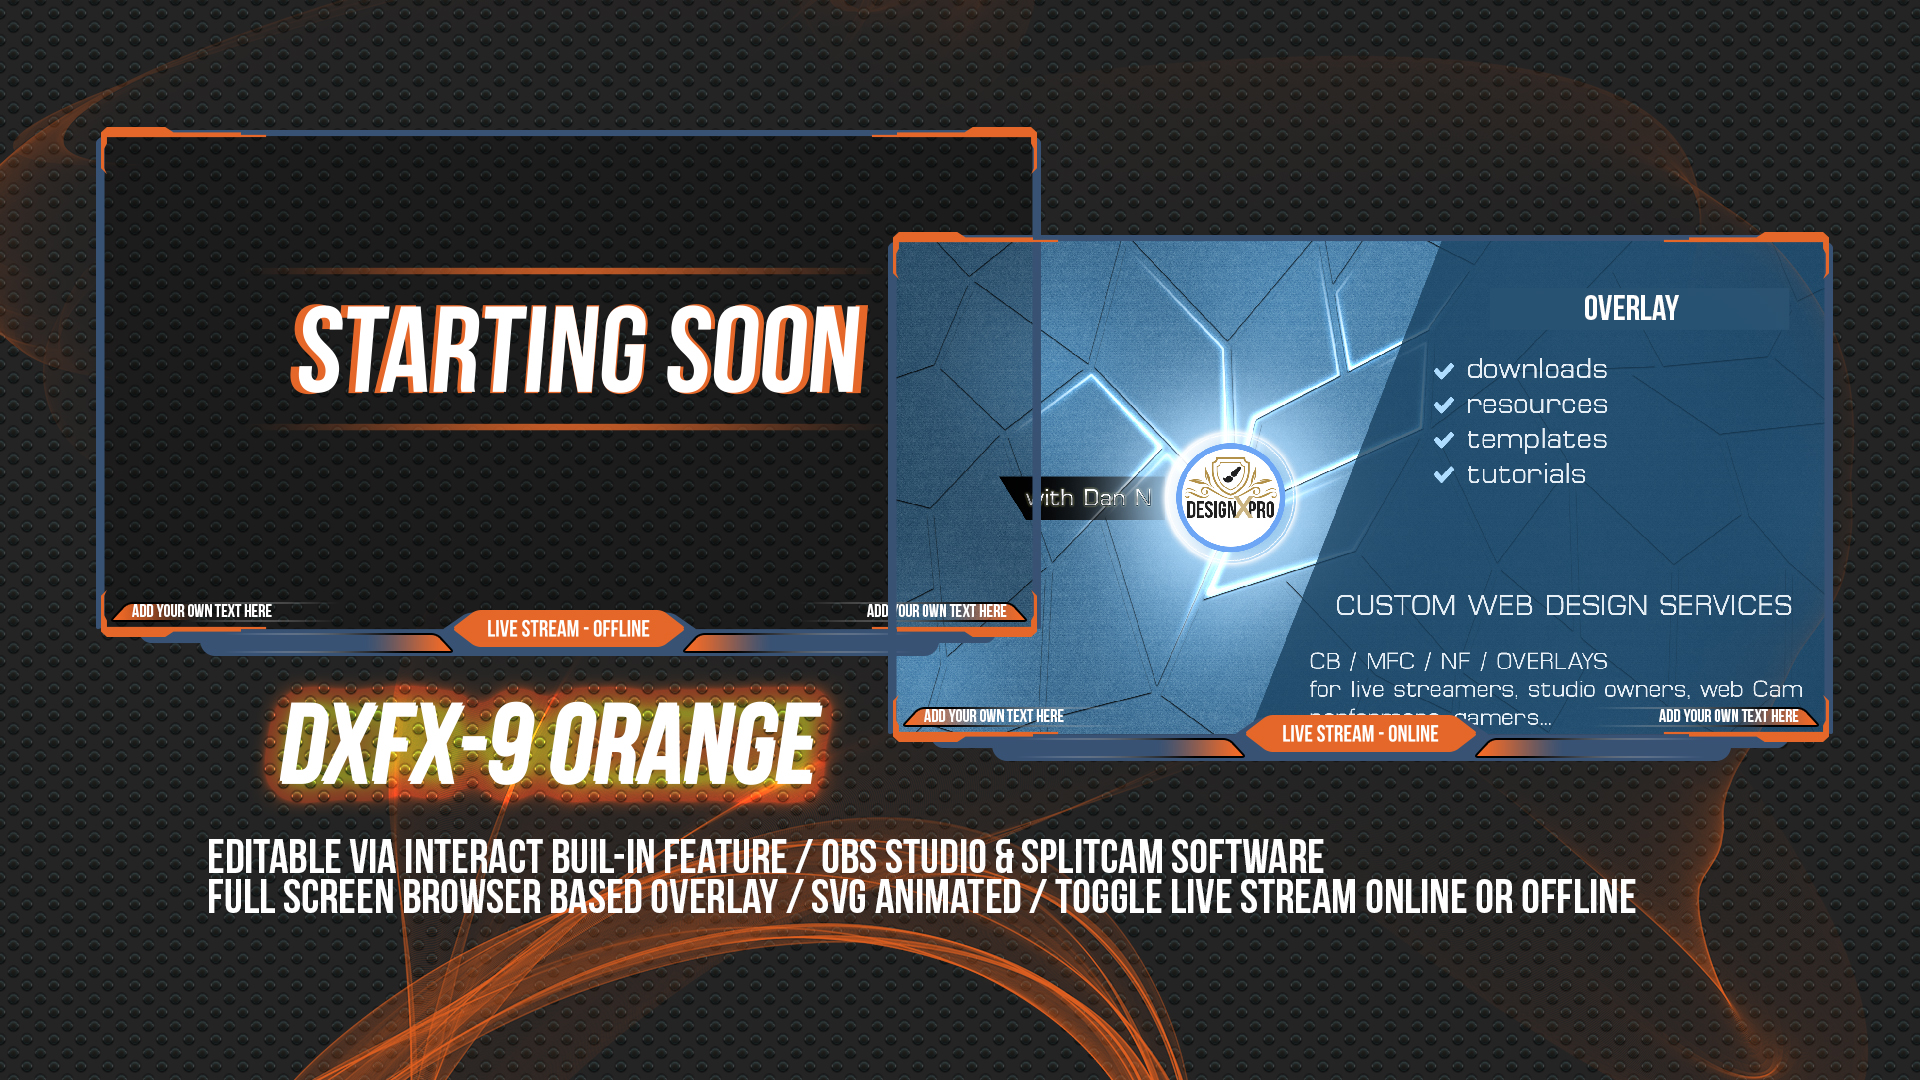 STARTING SOON
ADD YOUR OWN TEXT HERE
ADD YOUR OWN TEXT HERE
LIVE STREAM - OFFLINE
OVERLAY
downloads
resources
templates
tutorials
with Dan N
DESIGNXPRO
CUSTOM WEB DESIGN SERVICES
CB / MFC / NF / OVERLAYS
for live streamers, studio owners, web Cam
gamers...
ADD YOUR OWN TEXT HERE
ADD YOUR OWN TEXT HERE
LIVE STREAM - ONLINE
DXFX-9 ORANGE
EDITABLE VIA INTERACT BUIL-IN FEATURE / OBS STUDIO & SPLITCAM SOFTWARE
FULL SCREEN BROWSER BASED OVERLAY / SVG ANIMATED / TOGGLE LIVE STREAM ONLINE OR OFFLINE